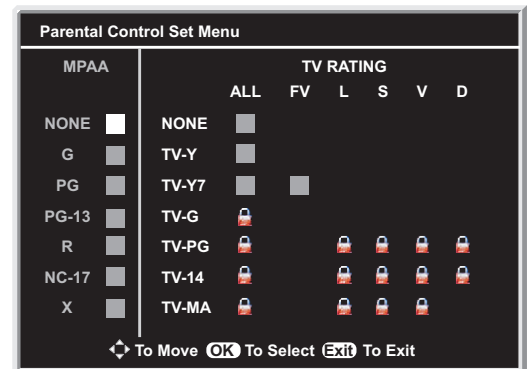 Parental Control Set Menu
MPAA TV RATING
ALL FV L S V D
NONE NONE
G TV-Y
PG TV-Y7
PG-13 TV-G
R TV-PG
NC-17 TV-14
X TV-MA
To Move OK To Select Exit To Exit